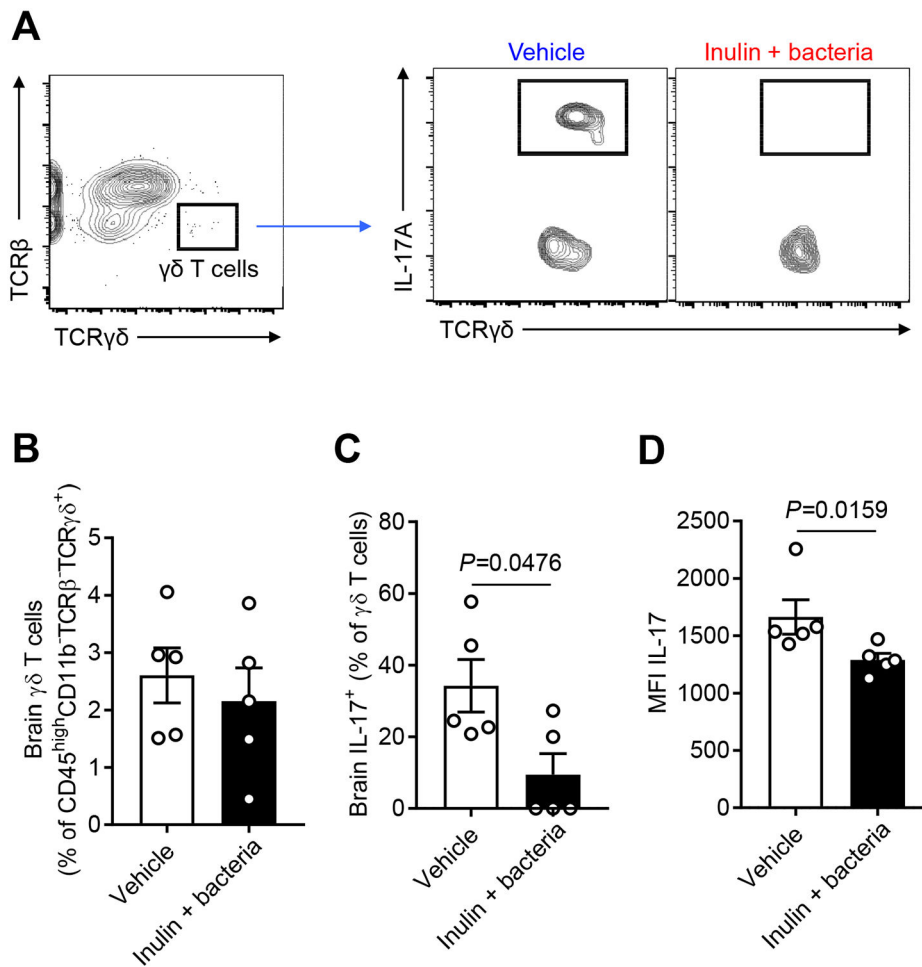 A
Vehicle
Inulin + bacteria
TCRβ
γδ T cells
TCRγδ
IL-17A
TCRγδ
B
Brain γδ T cells
(% of CD45highCD11b-TCRβ-TCRγδ+)
5
4
3
2
1
0
Vehicle
Inulin + bacteria
C
Brain IL-17+ (% of γδ T cells)
80
60
40
20
0
P=0.0476
Vehicle
Inulin + bacteria
D
MFI IL-17
2500
2000
1500
1000
500
0
P=0.0159
Vehicle
Inulin + bacteria